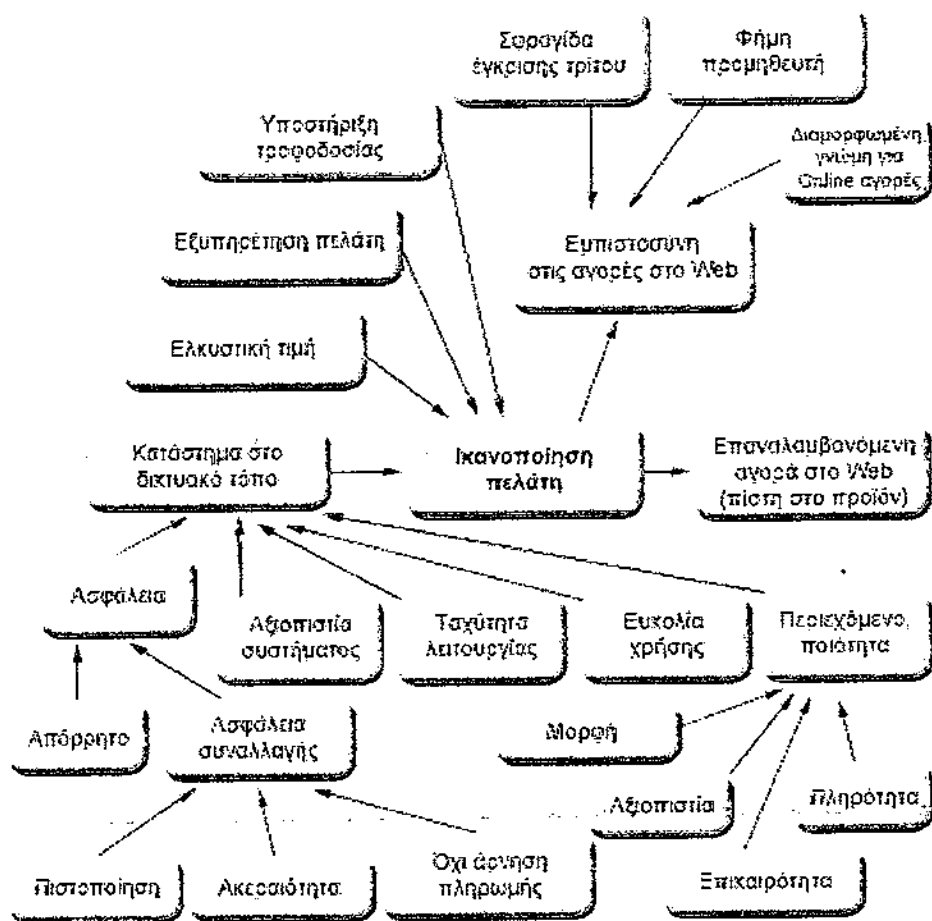 Σφραγίδα
έγκρισης τρίτου
Φήμη
προμηθευτή
Υποστήριξη
τροφοδοσίας
Διαμορφωμένη
γνώμη για
Online αγορές
Εξυπηρέτηση πελάτη
Εμπιστοσύνη
στις αγορές στο Web
Ελκυστική τιμή
Κατάστημα στο
δικτυακό τόπο
Ικανοποίηση
πελάτη
Επαναλαμβανόμενη
αγορά στο Web
(πίστη στο προϊόν)
Ασφάλεια
Αξιοπιστία
συστήματος
Ταχύτητα
λειτουργίας
Ευκολία
χρήσης
Περιεχόμενο,
ποιότητα
Απόρρητο
Ασφάλεια
συναλλαγής
Μορφή
Αξιοπιστία
Πληρότητα
Πιστοποίηση
Ακεραιότητα
Όχι άρνηση
πληρωμής
Επικαιρότητα